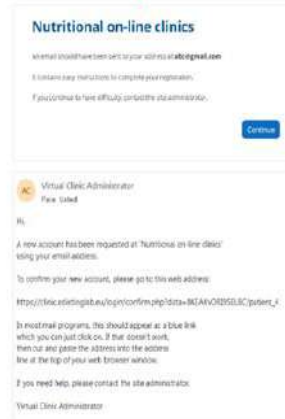 Nutritional on-line clinics
an email should have been sent to your address at abc@gmail.com
It contains easy instructions to complete your registration.
If you continue to have difficulty, contact the site administrator.
Continue
AC
Virtual Clinic Administrator
Para: Usted
Hi,
A new account has been requested at 'Nutritional on-line clinics'
using your email address.
To confirm your new account, please go to this web address:
In most mail programs, this should appear as a blue link
which you can just click on. If that doesn't work,
then cut and paste the address into the address
line at the top of your web browser window.
If you need help, please contact the site administrator.
Virtual Clinic Administrator